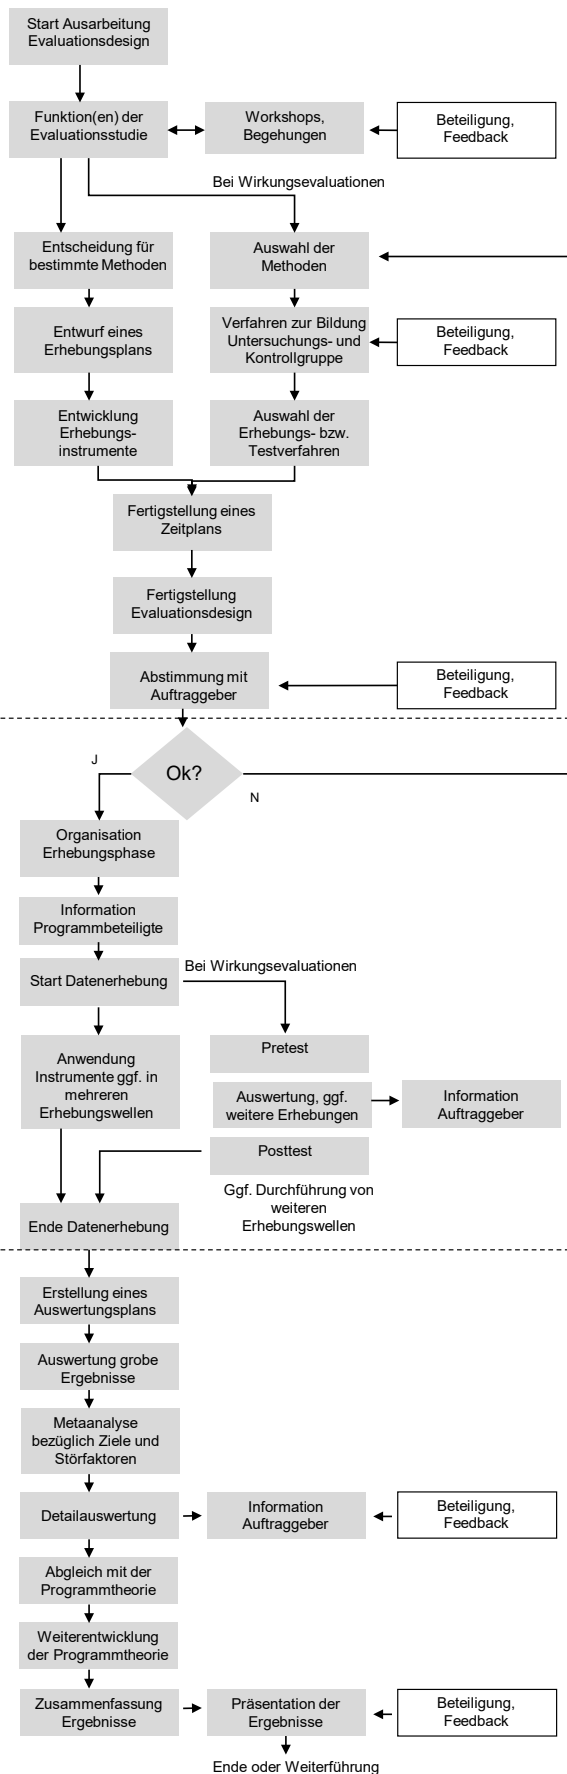 Start Ausarbeitung
Evaluationsdesign
Funktion(en) der
Evaluationsstudie
Workshops,
Begehungen
Beteiligung,
Feedback
Bei Wirkungsevaluationen
Entscheidung für
bestimmte Methoden
Auswahl der
Methoden
Entwurf eines
Erhebungsplans
Verfahren zur Bildung
Untersuchungs- und
Kontrollgruppe
Beteiligung,
Feedback
Entwicklung
Erhebungs-
instrumente
Auswahl der
Erhebungs- bzw.
Testverfahren
Fertigstellung eines
Zeitplans
Fertigstellung
Evaluationsdesign
Abstimmung mit
Auftraggeber
Beteiligung,
Feedback
J
Ok?
N
Organisation
Erhebungsphase
Information
Programmbeteiligte
Start Datenerhebung
Bei Wirkungsevaluationen
Anwendung
Instrumente ggf. in
mehreren
Erhebungswellen
Pretest
Auswertung, ggf.
weitere Erhebungen
Information
Auftraggeber
Posttest
Ggf. Durchführung von
weiteren
Erhebungswellen
Ende Datenerhebung
Erstellung eines
Auswertungsplans
Auswertung grobe
Ergebnisse
Metaanalyse
bezüglich Ziele und
Störfaktoren
Detailauswertung
Information
Auftraggeber
Beteiligung,
Feedback
Abgleich mit der
Programmtheorie
Weiterentwicklung
der Programmtheorie
Zusammenfassung
Ergebnisse
Präsentation der
Ergebnisse
Beteiligung,
Feedback
Ende oder Weiterführung